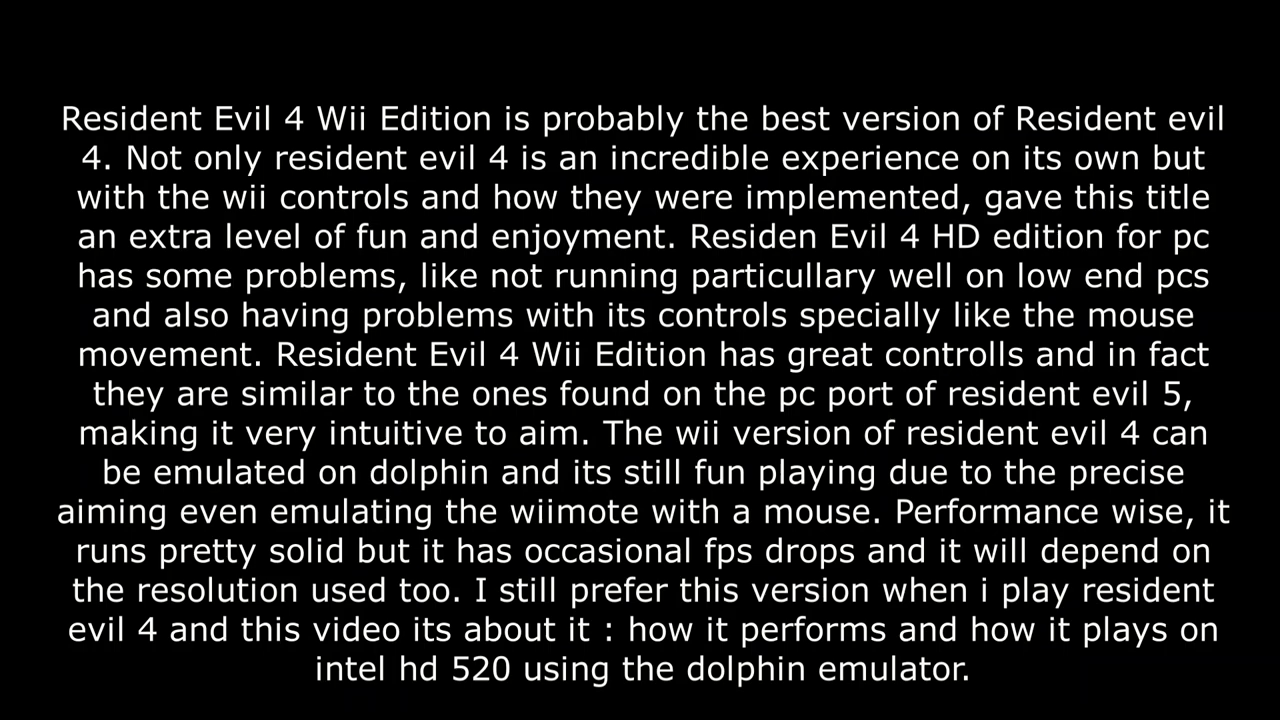 Resident Evil 4 Wii Edition is probably the best version of Resident evil
4. Not only resident evil 4 is an incredible experience on its own but
with the wii controls and how they were implemented, gave this title
an extra level of fun and enjoyment. Residen Evil 4 HD edition for pc
has some problems, like not running particullary well on low end pcs
and also having problems with its controls specially like the mouse
movement. Resident Evil 4 Wii Edition has great controlls and in fact
they are similar to the ones found on the pc port of resident evil 5,
making it very intuitive to aim. The wii version of resident evil 4 can
be emulated on dolphin and its still fun playing due to the precise
aiming even emulating the wiimote with a mouse. Performance wise, it
runs pretty solid but it has occasional fps drops and it will depend on
the resolution used too. I still prefer this version when i play resident
evil 4 and this video its about it : how it performs and how it plays on
intel hd 520 using the dolphin emulator.